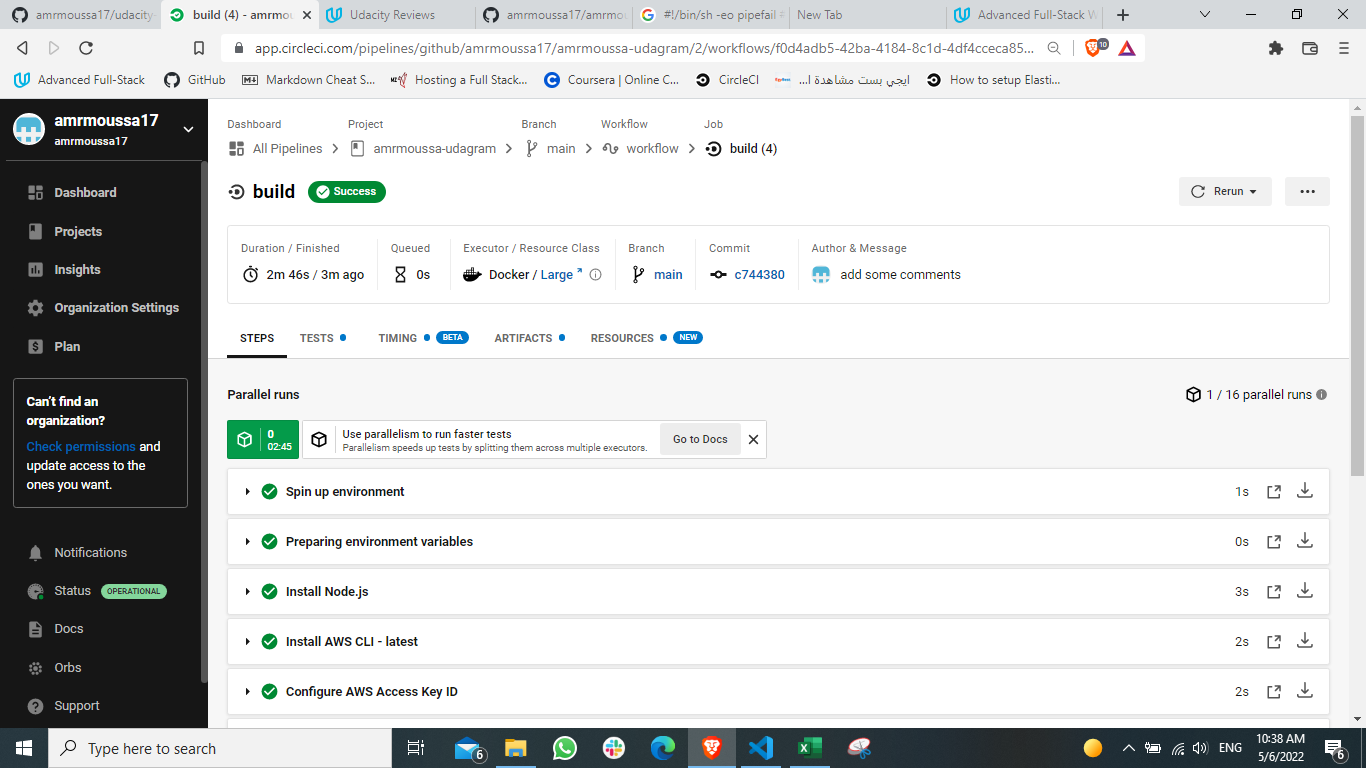 amrmoussa17/udacity-
build (4) - amrmou
Udacity Reviews
amrmoussa17/amrmou
#!/bin/sh -eo pipefail #
New Tab
Advanced Full-Stack W
app.circleci.com/pipelines/github/amrmoussa17/amrmoussa-udagram/2/workflows/f0d4adb5-42ba-4184-8c1d-4df4cceca85...
10
Advanced Full-Stack
GitHub
Markdown Cheat S...
Hosting a Full Stack...
Coursera | Online C...
CircleCI
ايجي بست مشاهدة ا...
How to setup Elasti...
amrmoussa17
amrmoussa17
Dashboard
Projects
Insights
Organization Settings
Plan
Can't find an
organization?
Check permissions and
update access to the
ones you want.
Notifications
Status OPERATIONAL
Docs
Orbs
Support
Dashboard Project Branch Workflow Job
All Pipelines amrmoussa-udagram main workflow build (4)
build Success
Rerun
Duration / Finished Queued Executor / Resource Class Branch Commit Author & Message
2m 46s / 3m ago 0s Docker / Large main c744380 add some comments
STEPS TESTS TIMING BETA ARTIFACTS RESOURCES NEW
Parallel runs
1 / 16 parallel runs
0
02:45
Use parallelism to run faster tests
Parallelism speeds up tests by splitting them across multiple executors.
Go to Docs
Spin up environment 1s
Preparing environment variables 0s
Install Node.js 3s
Install AWS CLI - latest 2s
Configure AWS Access Key ID 2s
Type here to search
6
ENG
10:38 AM
5/6/2022
6